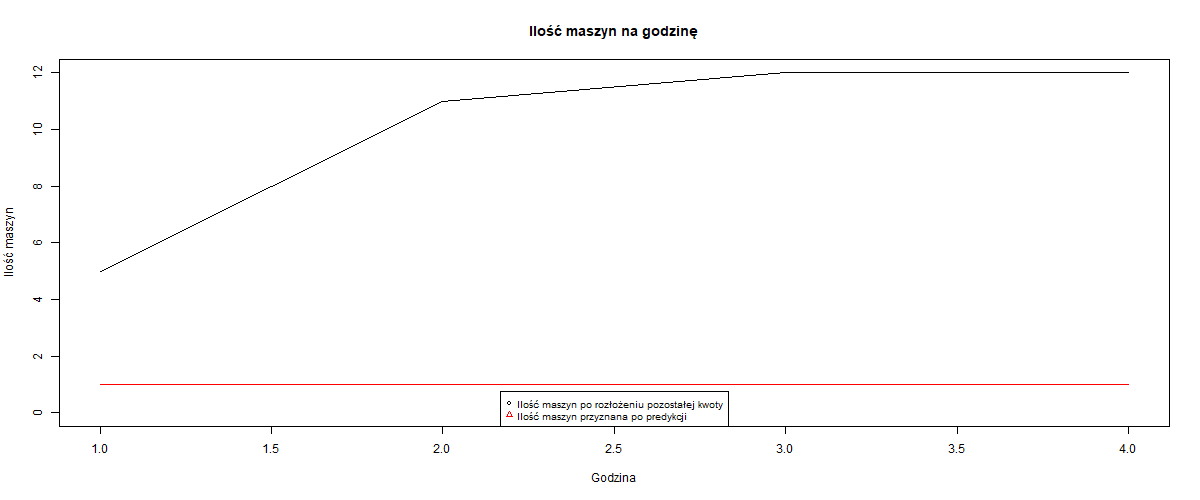 Ilość maszyn na godzinę
Ilość maszyn
12
10
8
6
4
2
0
Ilość maszyn po rozłożeniu pozostałej kwoty
Ilość maszyn przyznana po predykcji
1.0 1.5 2.0 2.5 3.0 3.5 4.0
Godzina